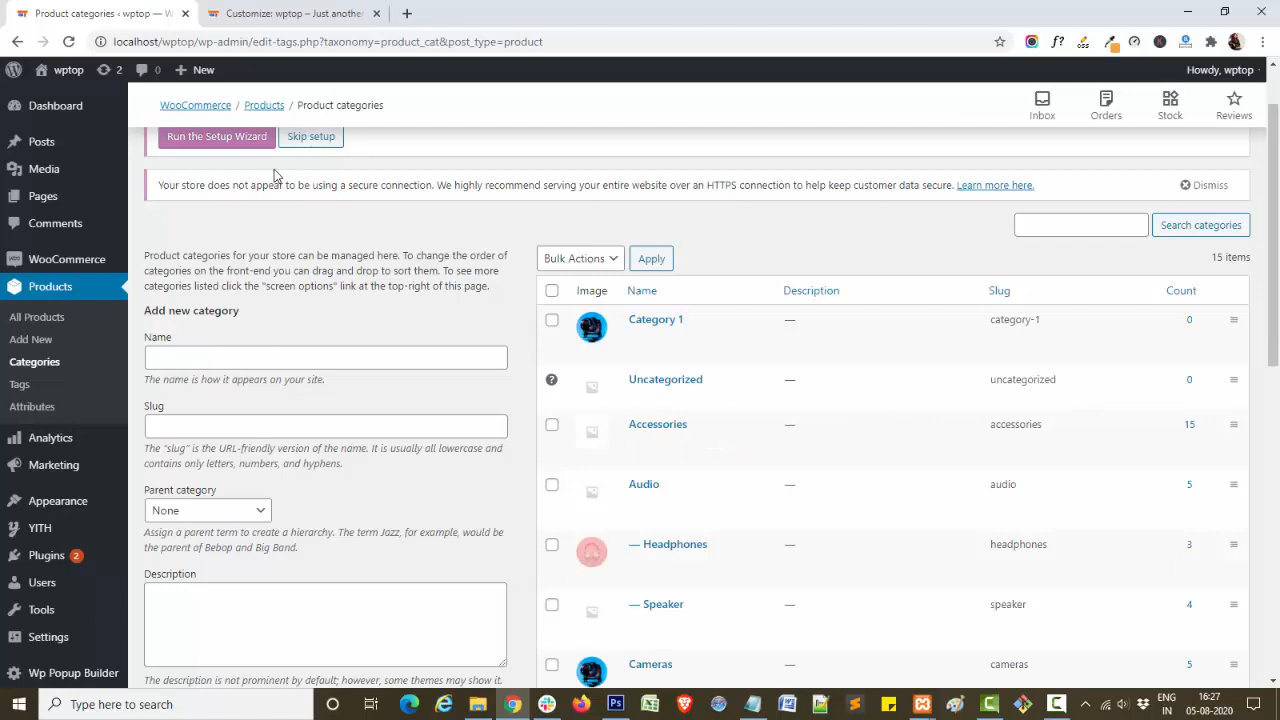 Product categories ‹ wptop — W
Customize: wptop – Just another
localhost/wptop/wp-admin/edit-tags.php?taxonomy=product_cat&post_type=product
wptop
2
0
New
Howdy, wptop
Dashboard
Posts
Media
Pages
Comments
WooCommerce
Products
All Products
Add New
Categories
Tags
Attributes
Analytics
Marketing
Appearance
YITH
Plugins 2
Users
Tools
Settings
Wp Popup Builder
WooCommerce / Products / Product categories
Inbox
Orders
Stock
Reviews
Run the Setup Wizard
Skip setup
Your store does not appear to be using a secure connection. We highly recommend serving your entire website over an HTTPS connection to help keep customer data secure. Learn more here.
Dismiss
Search categories
Product categories for your store can be managed here. To change the order of
categories on the front-end you can drag and drop to sort them. To see more
categories listed click the "screen options" link at the top-right of this page.
Add new category
Name
The name is how it appears on your site.
Slug
The "slug" is the URL-friendly version of the name. It is usually all lowercase and
contains only letters, numbers, and hyphens.
Parent category
None
Assign a parent term to create a hierarchy. The term Jazz, for example, would be
the parent of Bebop and Big Band.
Description
The description is not prominent by default; however, some themes may show it.
Bulk Actions
Apply
15 items
Image Name Description Slug Count
Category 1 — category-1 0
Uncategorized — uncategorized 0
Accessories — accessories 15
Audio — audio 5
— Headphones — headphones 3
— Speaker — speaker 4
Cameras — cameras 5
Type here to search
ENG
IN
16:27
05-08-2020